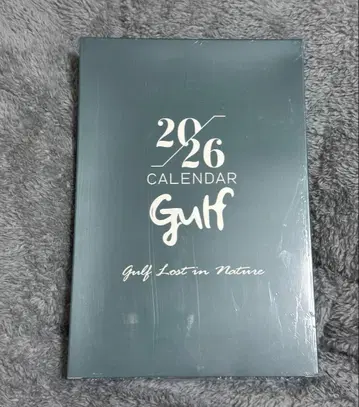 20/26
CALENDAR
Gulf
Gulf Lost in Nature